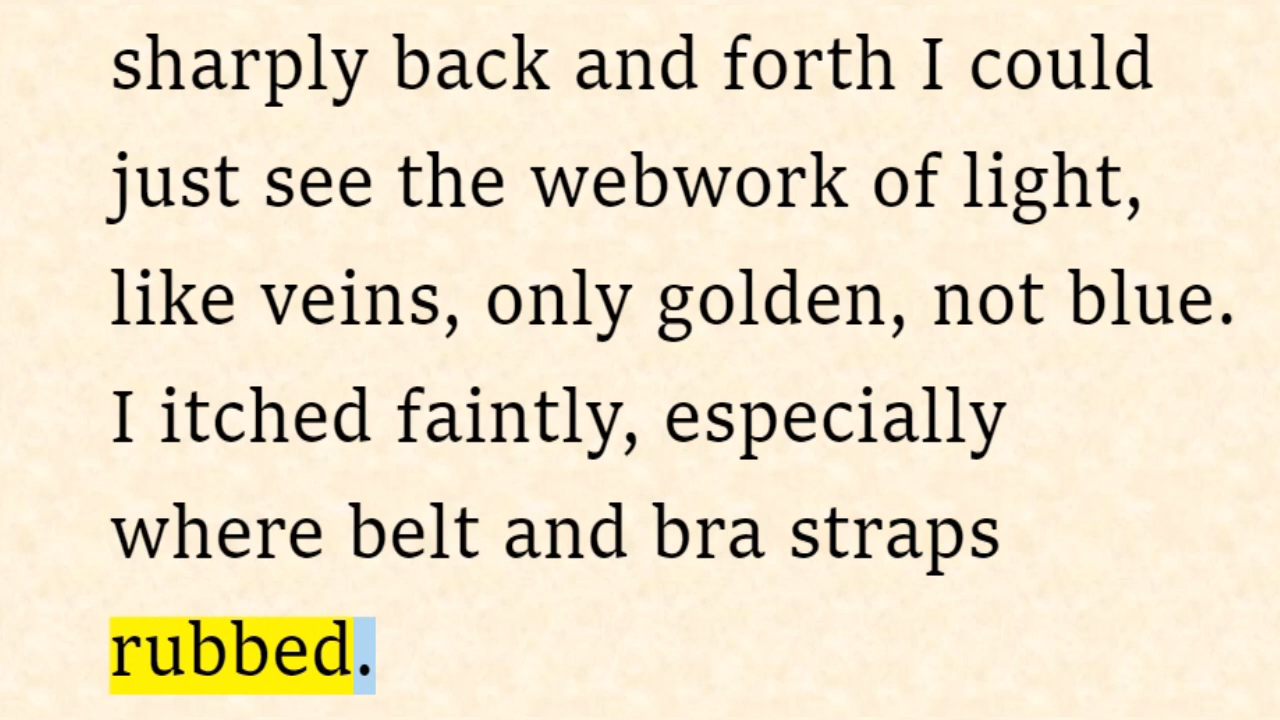 sharply back and forth I could
just see the webwork of light,
like veins, only golden, not blue.
I itched faintly, especially
where belt and bra straps
rubbed.